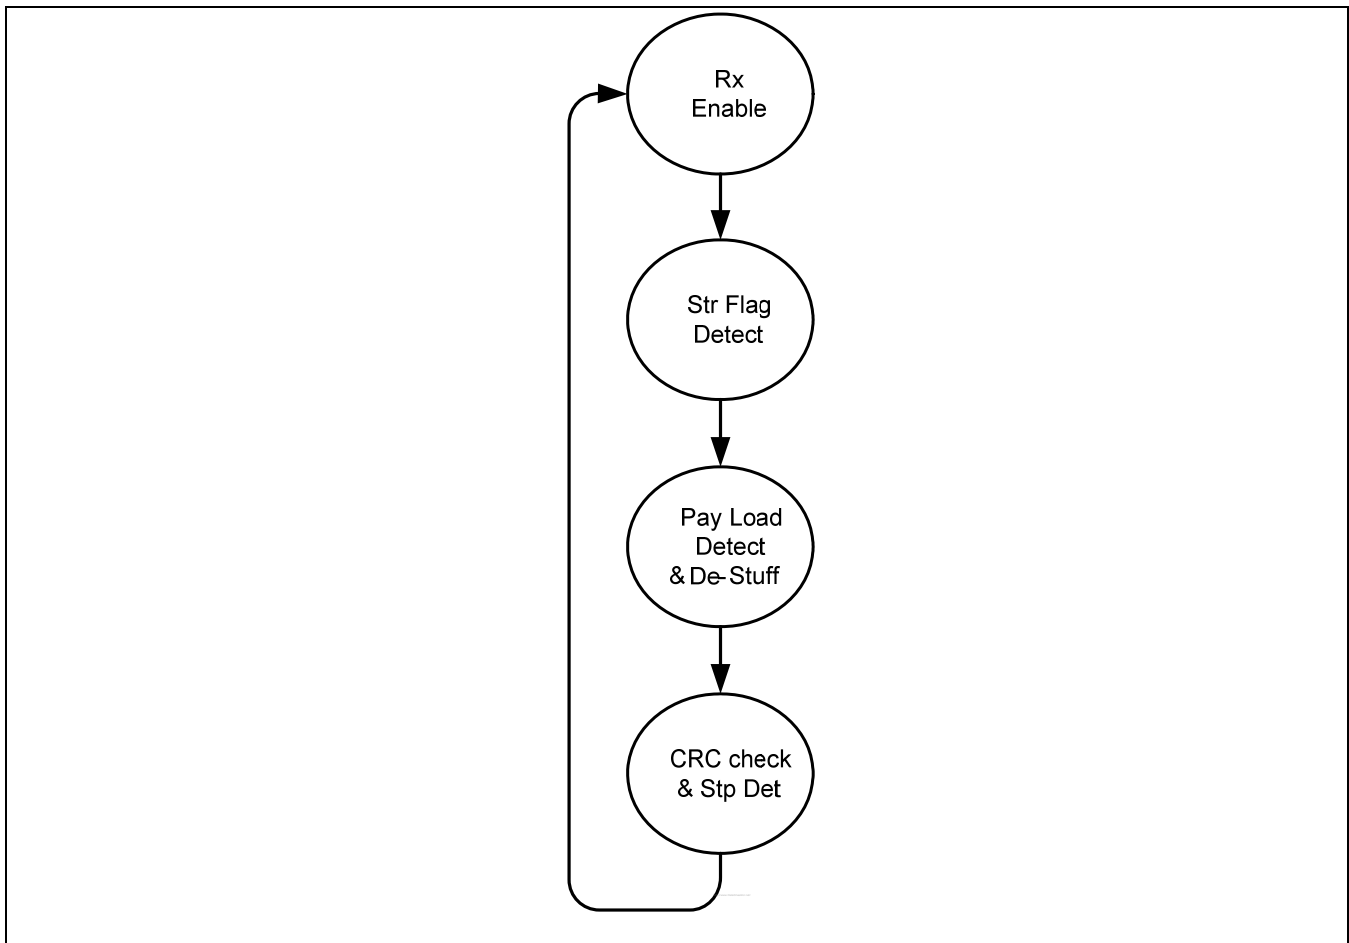 Rx
Enable
Str Flag
Detect
Pay Load
Detect
& De-Stuff
CRC check
& Stp Det